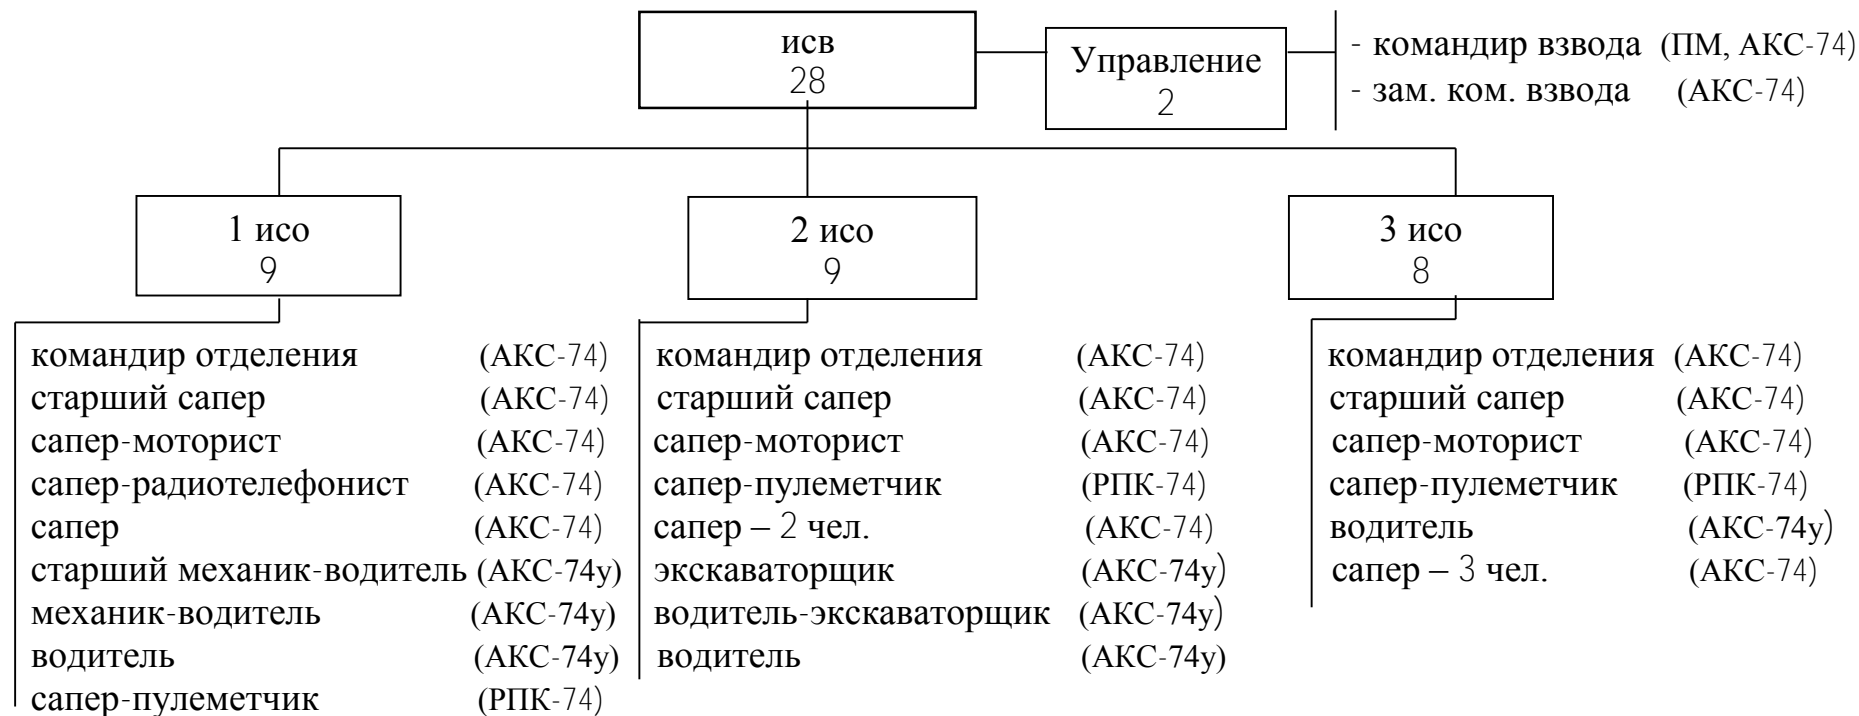 исв
28
Управление
2
- командир взвода (ПМ, АКС-74)
- зам. ком. взвода (АКС-74)
1 исо
9
2 исо
9
3 исо
8
командир отделения (АКС-74)
старший сапер (АКС-74)
сапер-моторист (АКС-74)
сапер-радиотелефонист (АКС-74)
сапер (АКС-74)
старший механик-водитель (АКС-74у)
механик-водитель (АКС-74у)
водитель (АКС-74у)
сапер-пулеметчик (РПК-74)
командир отделения (АКС-74)
старший сапер (АКС-74)
сапер-моторист (АКС-74)
сапер-пулеметчик (РПК-74)
сапер – 2 чел. (АКС-74)
экскаваторщик (АКС-74у)
водитель-экскаваторщик (АКС-74у)
водитель (АКС-74у)
командир отделения (АКС-74)
старший сапер (АКС-74)
сапер-моторист (АКС-74)
сапер-пулеметчик (РПК-74)
водитель (АКС-74у)
сапер – 3 чел. (АКС-74)